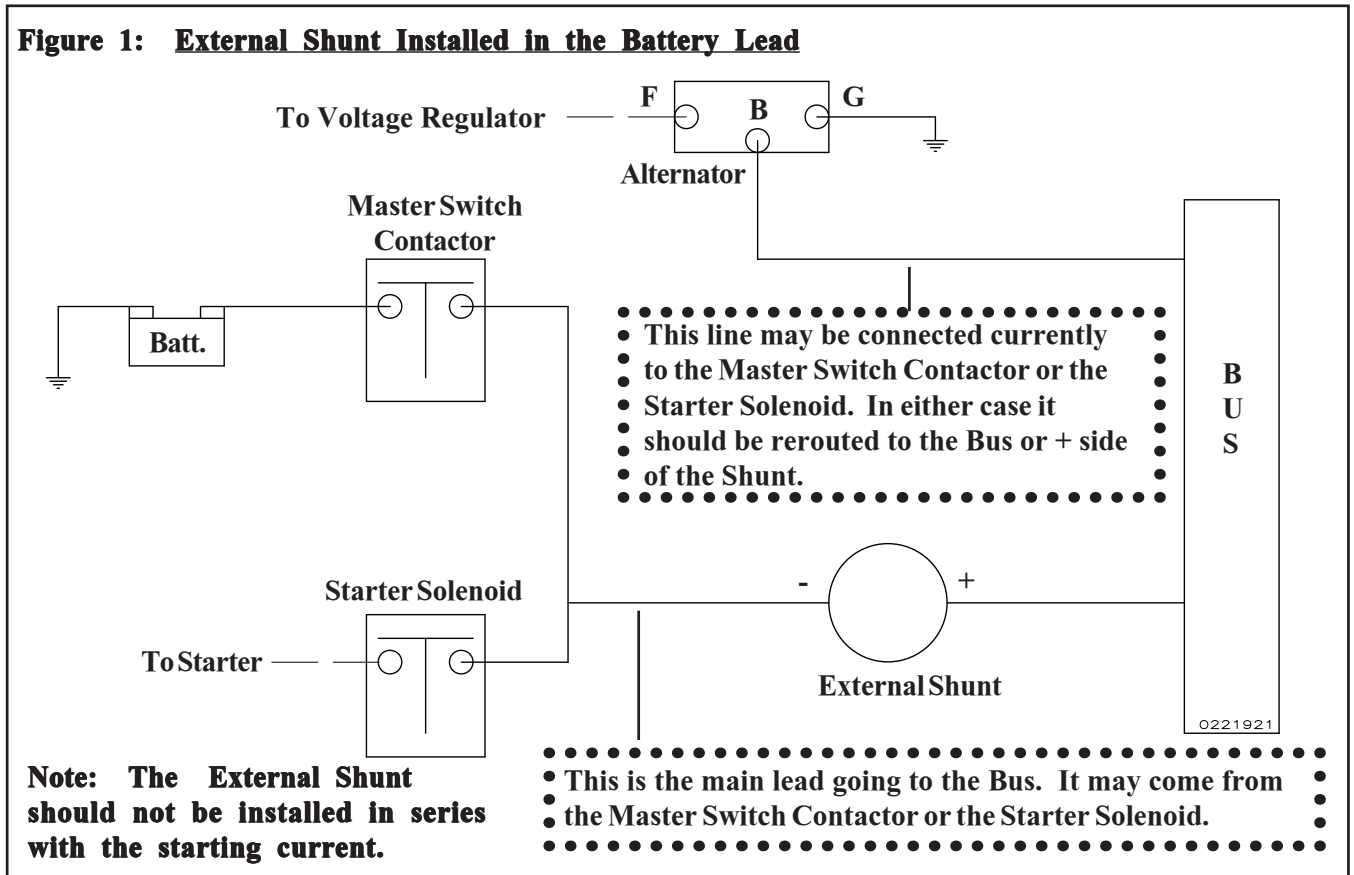 Figure 1: External Shunt Installed in the Battery Lead
F
B
G
To Voltage Regulator
Alternator
Master Switch
Contactor
Batt.
This line may be connected currently
to the Master Switch Contactor or the
Starter Solenoid. In either case it
should be rerouted to the Bus or + side
of the Shunt.
B
U
S
Starter Solenoid
To Starter
-
+
External Shunt
0221921
Note: The External Shunt
should not be installed in series
with the starting current.
This is the main lead going to the Bus. It may come from
the Master Switch Contactor or the Starter Solenoid.